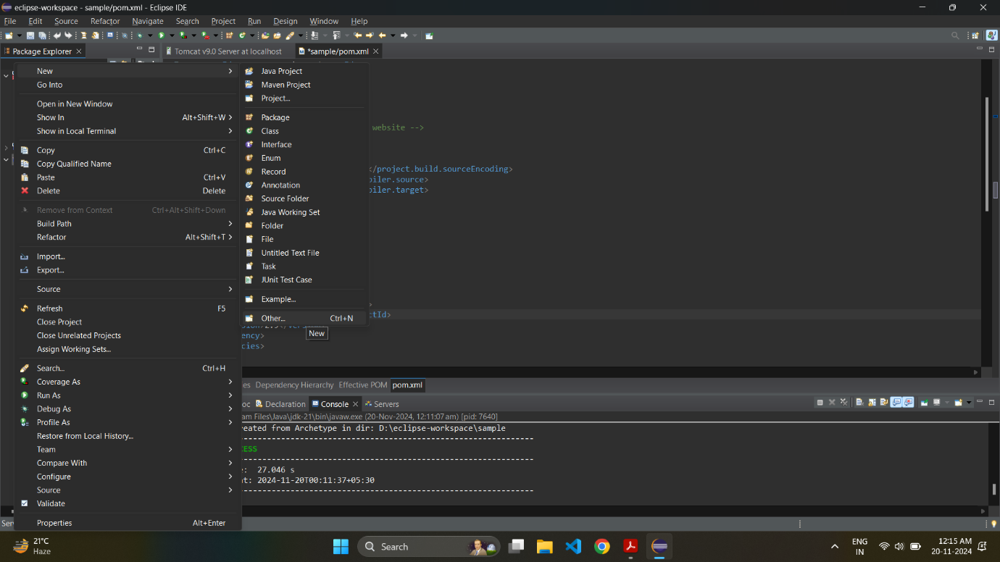 eclipse-workspace - sample/pom.xml - Eclipse IDE
File Edit Source Refactor Navigate Search Project Run Design Window Help
Package Explorer
Tomcat v9.0 Server at localhost
*sample/pom.xml
New
Go Into
Open in New Window
Show In Alt+Shift+W
Show in Local Terminal
Copy Ctrl+C
Copy Qualified Name
Paste Ctrl+V
Delete Delete
Remove from Context Ctrl+Alt+Shift+Down
Build Path
Refactor Alt+Shift+T
Import...
Export...
Source
Refresh F5
Close Project
Close Unrelated Projects
Assign Working Sets...
Search... Ctrl+H
Coverage As
Run As
Debug As
Profile As
Restore from Local History...
Team
Compare With
Configure
Source
Validate
Properties Alt+Enter
Java Project
Maven Project
Project...
Package
Class
Interface
Enum
Record
Annotation
Source Folder
Java Working Set
Folder
File
Untitled Text File
Task
JUnit Test Case
Example...
Other... Ctrl+N
New
website -->
</project.build.sourceEncoding>
piler.source>
piler.target>
>
ctId>
ency>
cies>
es Dependency Hierarchy Effective POM pom.xml
oc Declaration Console Servers
am Files\Java\jdk-21\bin\javaw.exe (20-Nov-2024, 12:11:07 am) [pid: 7640]
reated from Archetype in dir: D:\eclipse-workspace\sample
------------------------------------------------------------------------
CESS
------------------------------------------------------------------------
e: 27.046 s
at: 2024-11-20T00:11:37+05:30
------------------------------------------------------------------------
Ser
21°C
Haze
Search
ENG
IN
12:15 AM
20-11-2024